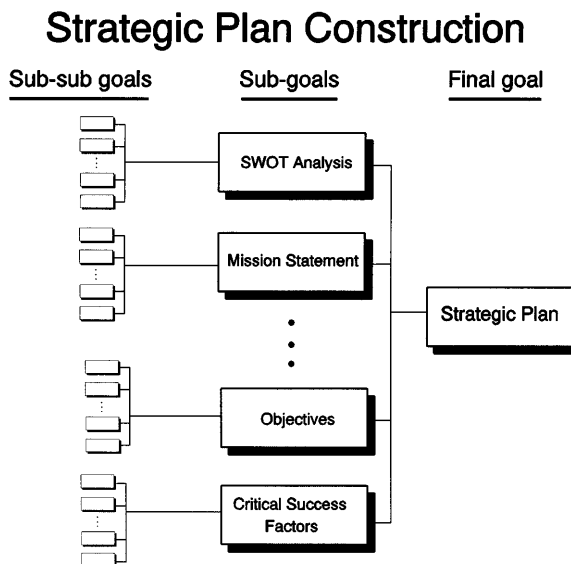 Strategic Plan Construction
Sub-sub goals
Sub-goals
Final goal
SWOT Analysis
Mission Statement
Strategic Plan
Objectives
Critical Success
Factors